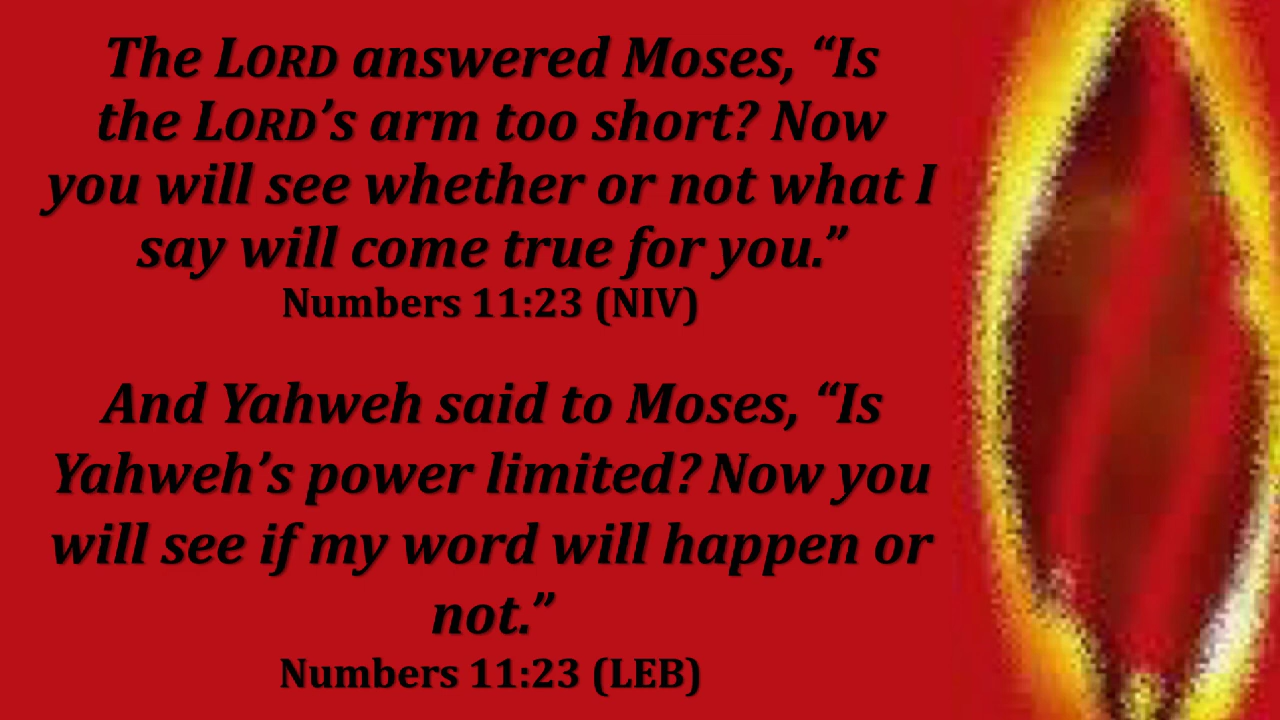 The LORD answered Moses, “Is
the LORD’s arm too short? Now
you will see whether or not what I
say will come true for you.”
Numbers 11:23 (NIV)
And Yahweh said to Moses, “Is
Yahweh’s power limited? Now you
will see if my word will happen or
not.”
Numbers 11:23 (LEB)